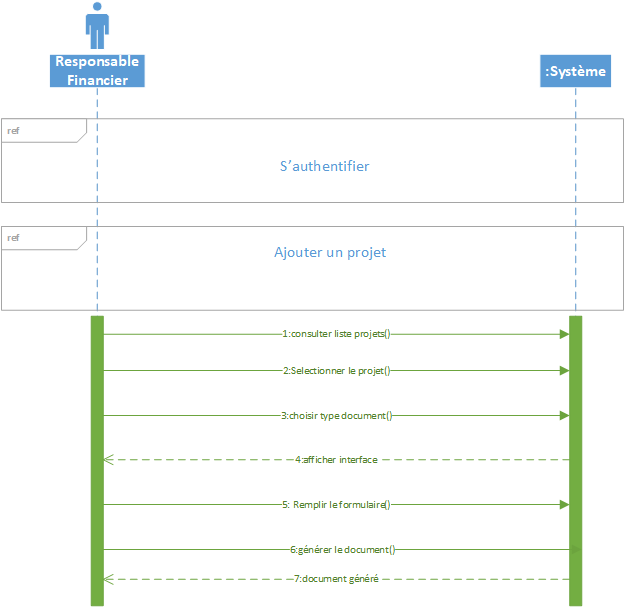 Responsable
Financier
:Système
ref
S’authentifier
ref
Ajouter un projet
1:consulter liste projets()
2:Selectionner le projet()
3:choisir type document()
4:afficher interface
5: Remplir le formulaire()
6:générer le document()
7:document généré